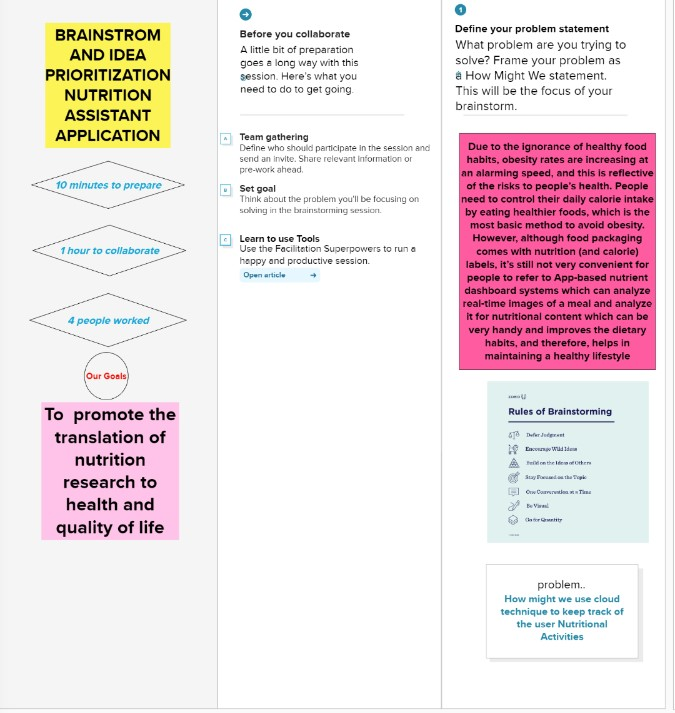 BRAINSTROM
AND IDEA
PRIORITIZATION
NUTRITION
ASSISTANT
APPLICATION
10 minutes to prepare
1 hour to collaborate
4 people worked
Our Goals
To promote the
translation of
nutrition
research to
health and
quality of life
Before you collaborate
A little bit of preparation
goes a long way with this
session. Here's what you
need to do to get going.
A
Team gathering
Define who should participate in the session and
send an invite. Share relevant information or
pre-work ahead.
B
Set goal
Think about the problem you'll be focusing on
solving in the brainstorming session.
C
Learn to use Tools
Use the Facilitation Superpowers to run a
happy and productive session.
Open article →
1
Define your problem statement
What problem are you trying to
solve? Frame your problem as
a How Might We statement.
This will be the focus of your
brainstorm.
Due to the ignorance of healthy food
habits, obesity rates are increasing at
an alarming speed, and this is reflective
of the risks to people's health. People
need to control their daily calorie intake
by eating healthier foods, which is the
most basic method to avoid obesity.
However, although food packaging
comes with nutrition (and calorie)
labels, it's still not very convenient for
people to refer to App-based nutrient
dashboard systems which can analyze
real-time images of a meal and analyze
it for nutritional content which can be
very handy and improves the dietary
habits, and therefore, helps in
maintaining a healthy lifestyle
Rules of Brainstorming
Defer Judgment
Encourage Wild Ideas
Build on the Ideas of Others
Stay Focused on the Topic
One Conversation at a Time
Be Visual
Go for Quantity
problem..
How might we use cloud
technique to keep track of
the user Nutritional
Activities